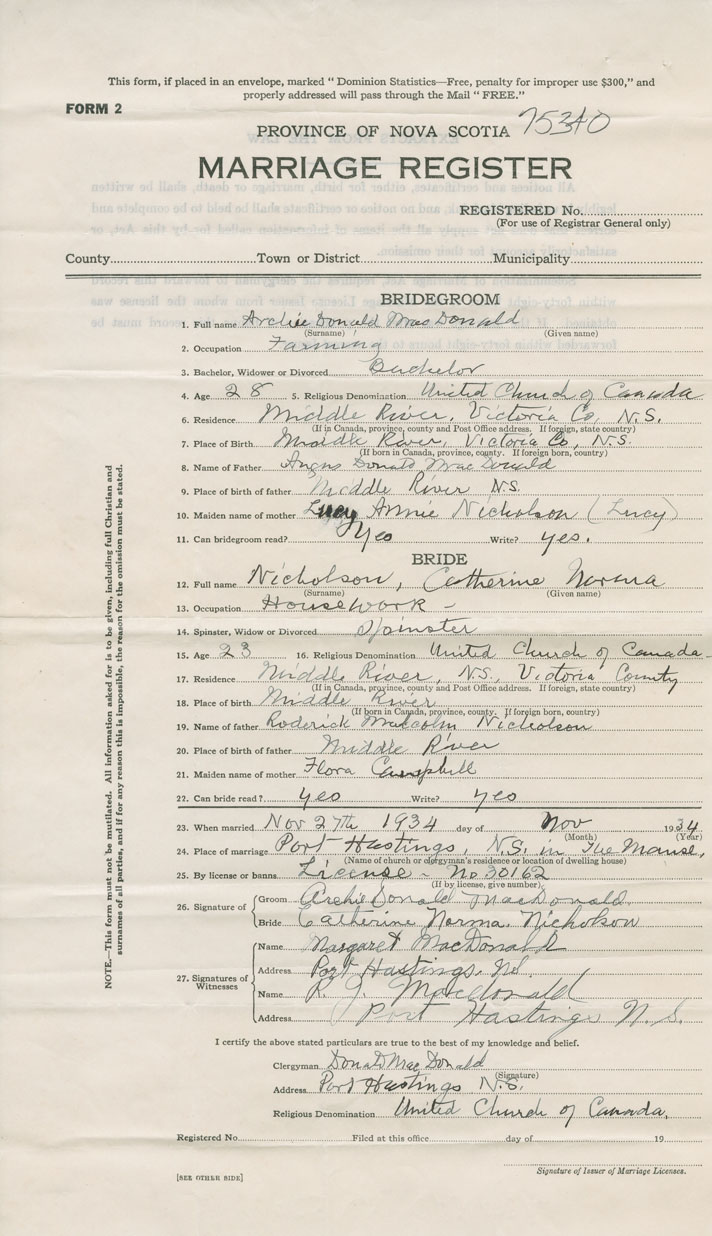 This form, if placed in an envelope, marked " Dominion Statistics—Free, penalty for improper use $300," and
properly addressed will pass through the Mail " FREE."
FORM 2
PROVINCE OF NOVA SCOTIA 75340
MARRIAGE REGISTER
REGISTERED No.
(For use of Registrar General only)
County Town or District Municipality
BRIDEGROOM
1. Full name Archie Donald MacDonald
(Surname) (Given name)
2. Occupation Farming
3. Bachelor, Widower or Divorced Bachelor
4. Age 28 5. Religious Denomination United Church of Canada
6. Residence Middle River, Victoria Co, N.S.
(If in Canada, province, county and Post Office address. If foreign, state country)
7. Place of Birth Middle River, Victoria Co, N.S.
(If born in Canada, province, county. If foreign born, country)
8. Name of Father Angus Donald MacDonald
9. Place of birth of father Middle River N.S.
10. Maiden name of mother Lucy Annie Nicholson (Lucy)
11. Can bridegroom read? Yes Write? yes.
BRIDE
12. Full name Nicholson, Catherine Norma
(Surname) (Given name)
13. Occupation Housework -
14. Spinster, Widow or Divorced Spinster
15. Age 23 16. Religious Denomination United Church of Canada-
17. Residence Middle River, N.S., Victoria County
(If in Canada, province, county and Post Office address. If foreign, state country)
18. Place of birth Middle River
(If born in Canada, province, county. If foreign born, country)
19. Name of father Roderick Malcolm Nicholson
20. Place of birth of father Middle River
21. Maiden name of mother Flora Campbell
22. Can bride read? yes Write? yes
23. When married Nov 27th 1934 day of Nov 1934
(Month) (Year)
24. Place of marriage Port Hastings, N.S. in The Manse,
(Name of church or clergyman's residence or location of dwelling house)
25. By license or banns License - No 30162
(If by license, give number)
26. Signature of
Groom Archie Donald MacDonald
Bride Catherine Norma Nicholson
27. Signatures of Witnesses
Name Margaret MacDonald
Address Port Hastings, N.S.
Name R. J. Macdonald
Address Port Hastings N.S.
I certify the above stated particulars are true to the best of my knowledge and belief.
Clergyman Donald MacDonald
(Signature)
Address Port Hastings N.S.
Religious Denomination United Church of Canada,
Registered No. Filed at this office day of 19
Signature of Issuer of Marriage Licenses.
[SEE OTHER SIDE]
NOTE.—This form must not be mutilated. All information asked for is to be given, including full Christian and
surnames of all parties, and if for any reason this is impossible, the reason for the omission must be stated.